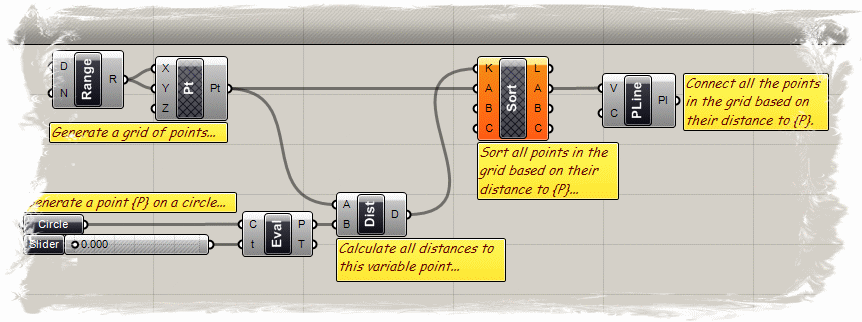 D
N
Range
R
X
Y
Z
Pt
Pt
Generate a grid of points...
K
A
B
C
Sort
L
A
B
C
Sort all points in the
grid based on their
distance to {P}...
V
C
PLine
Pl
Connect all the points
in the grid based on
their distance to {P}.
enerate a point {P} on a circle...
Circle
Slider
0.000
C
t
Eval
P
T
A
B
Dist
D
Calculate all distances to
this variable point...